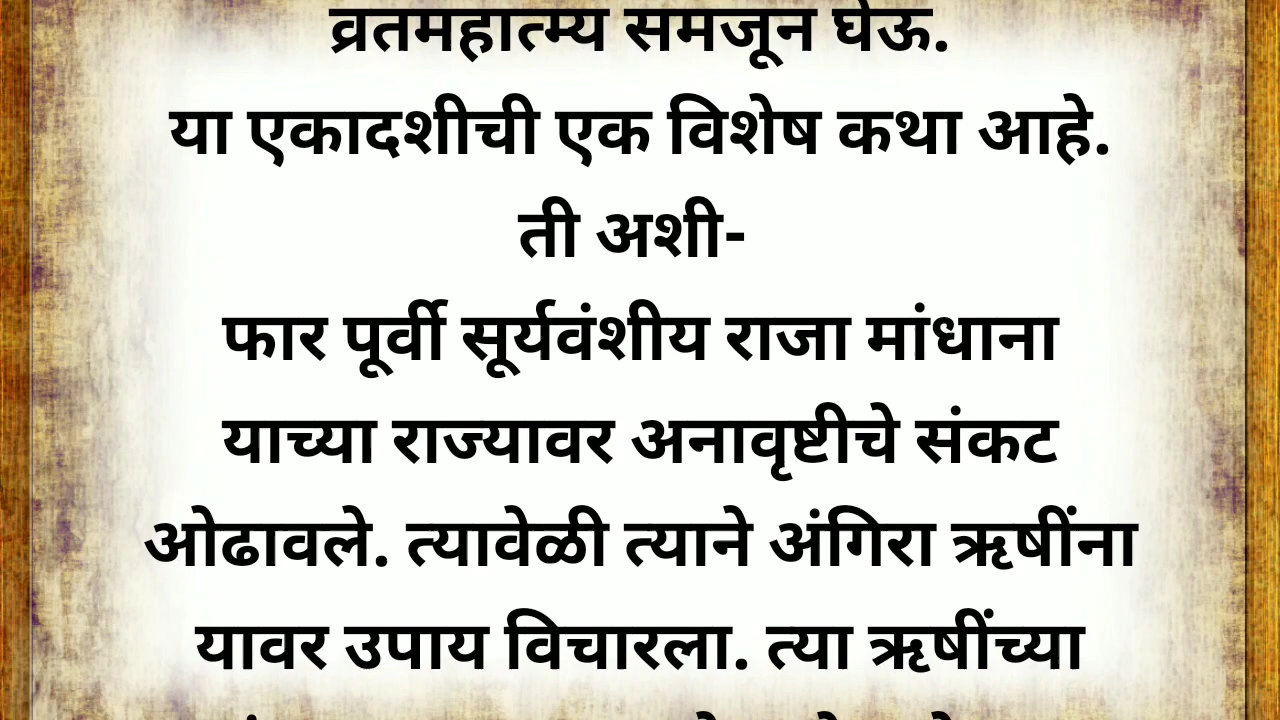 व्रतमहात्म्य समजून घेऊ.
या एकादशीची एक विशेष कथा आहे.
ती अशी-
फार पूर्वी सूर्यवंशीय राजा मांधाना
याच्या राज्यावर अनावृष्टीचे संकट
ओढावले. त्यावेळी त्याने अंगिरा ऋषींना
यावर उपाय विचारला. त्या ऋषींच्या